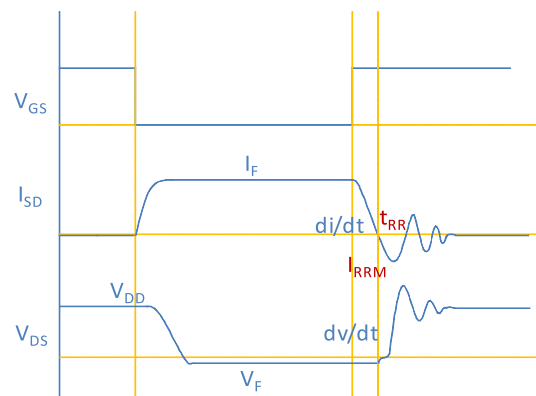 VGS
IF
ISD
di/dt
tRR
IRRM
VDD
VDS
dv/dt
VF